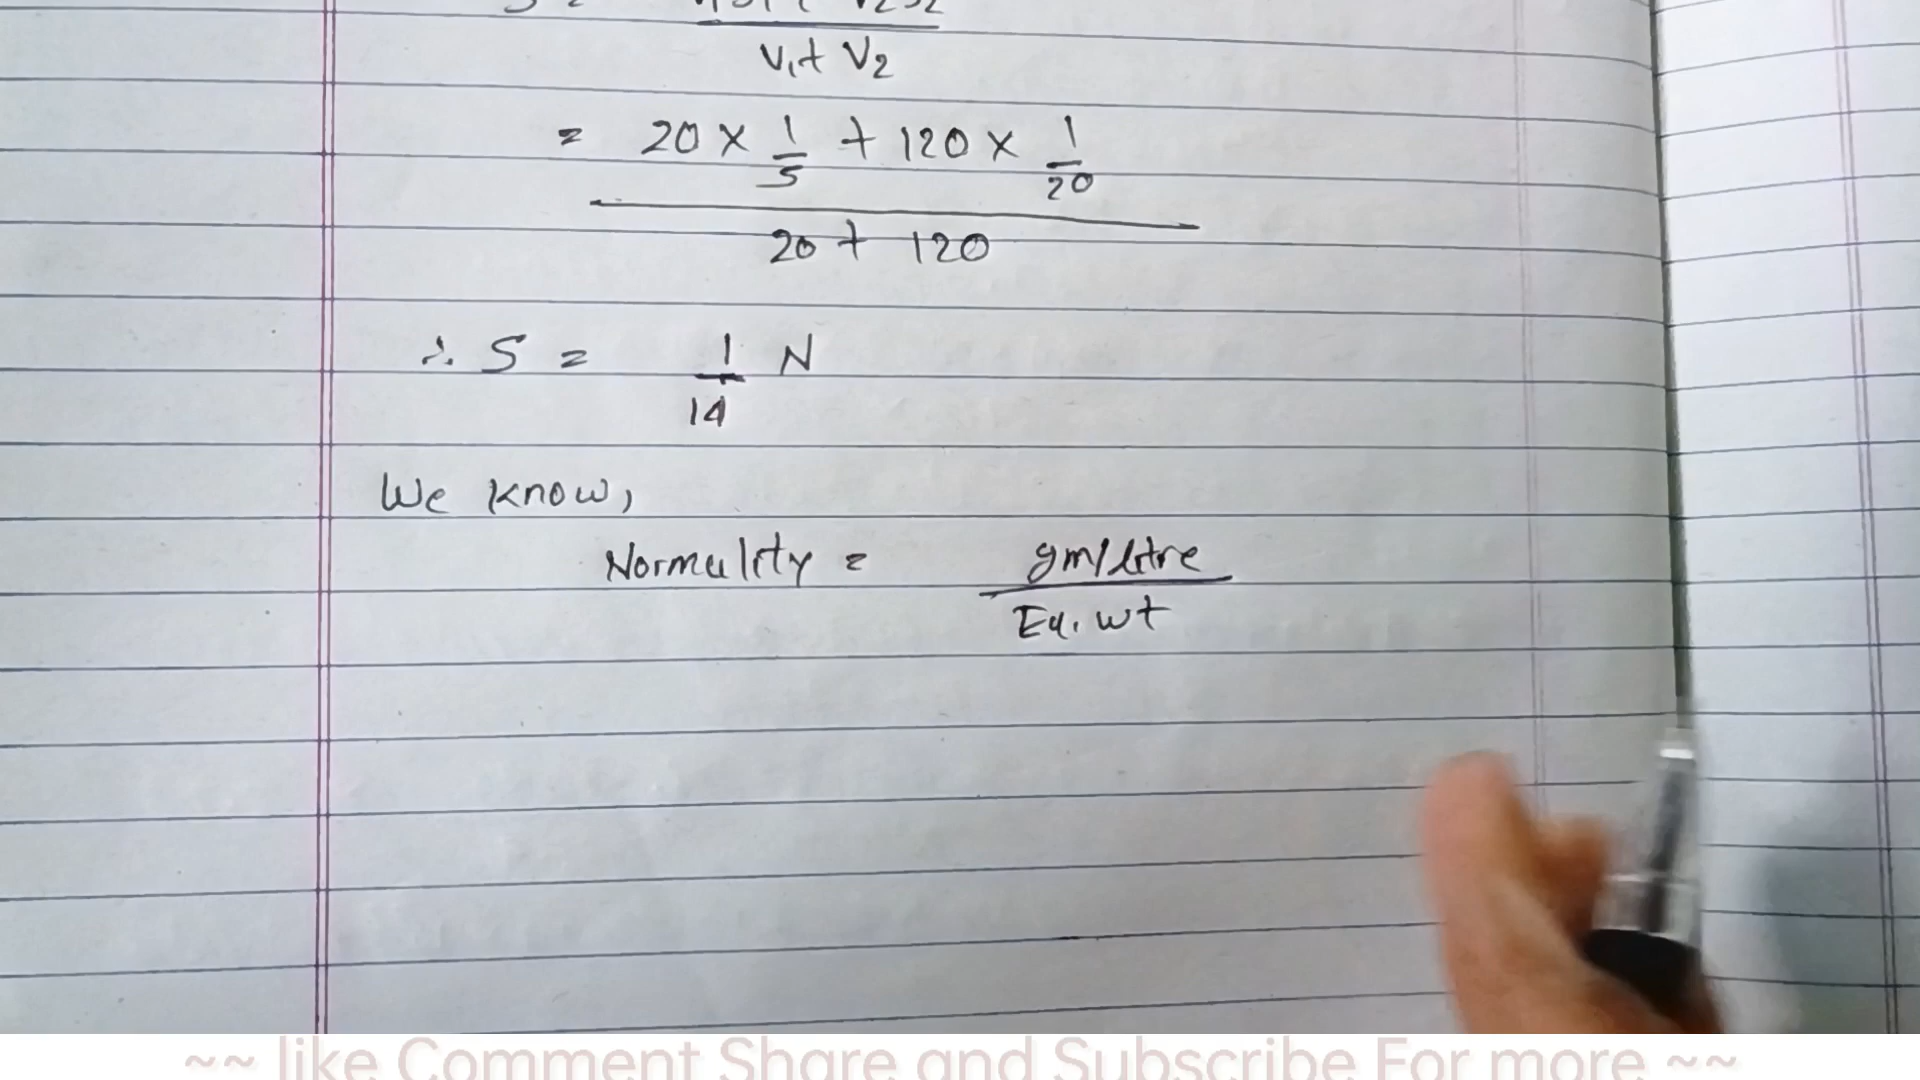 V₁+ V₂
= 20 × 1/5 + 120 × 1/20
20 + 120
∴ S = 1/14 N
We know,
Normality = gm/litre
Eq. wt
~~ like Comment Share and Subscribe For more ~~